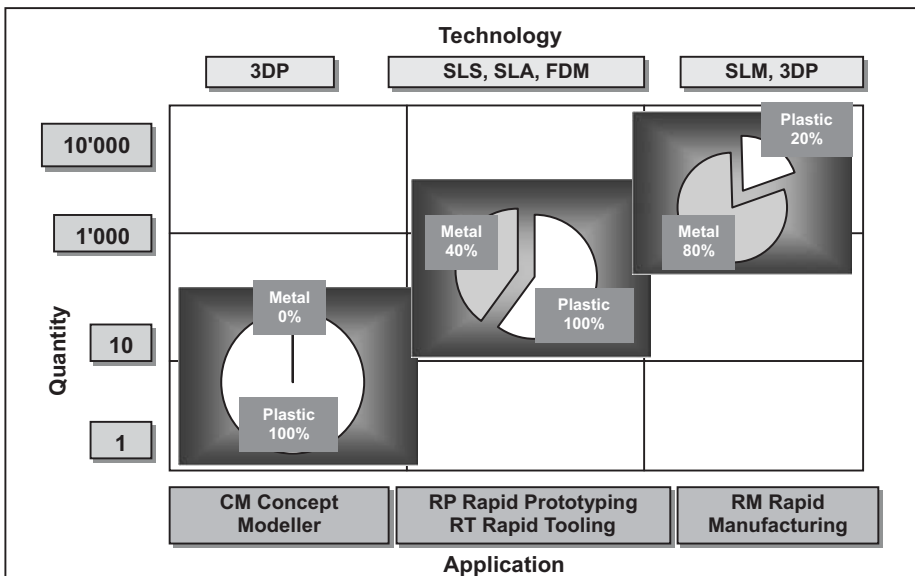 Technology
3DP
SLS, SLA, FDM
SLM, 3DP
10'000
1'000
10
1
Quantity
Plastic
20%
Metal
80%
Metal
40%
Plastic
100%
Metal
0%
Plastic
100%
CM Concept
Modeller
RP Rapid Prototyping
RT Rapid Tooling
RM Rapid
Manufacturing
Application